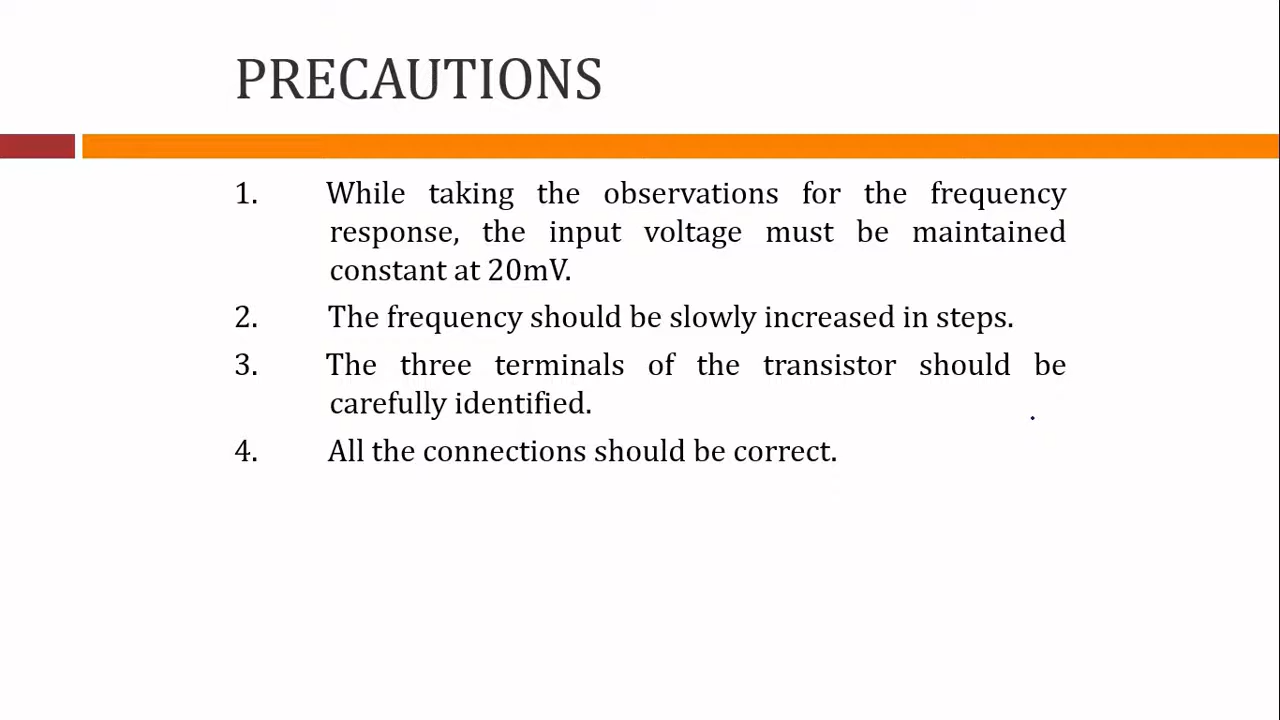 PRECAUTIONS
1. While taking the observations for the frequency
response, the input voltage must be maintained
constant at 20mV.
2. The frequency should be slowly increased in steps.
3. The three terminals of the transistor should be
carefully identified.
4. All the connections should be correct.